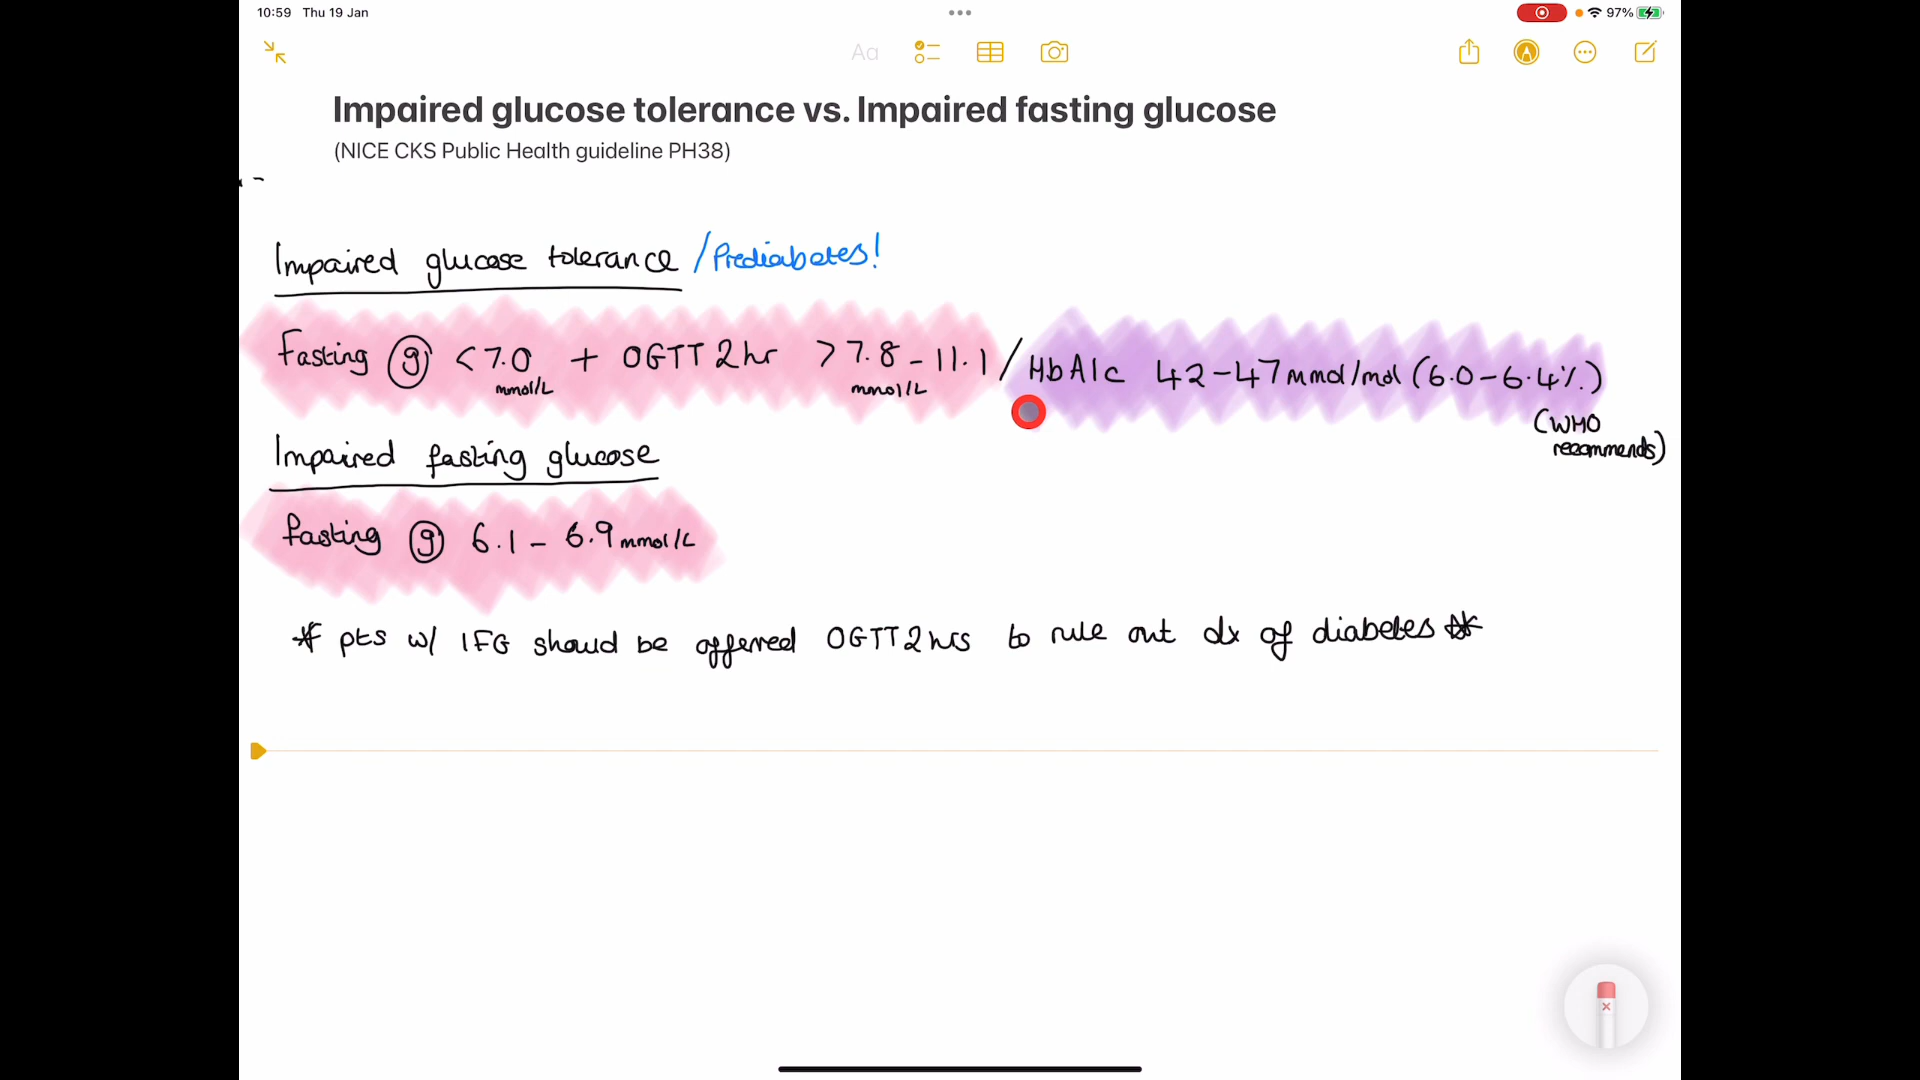 10:59 Thu 19 Jan
97%
Aa
Impaired glucose tolerance vs. Impaired fasting glucose
(NICE CKS Public Health guideline PH38)
Impaired glucose tolerance / Prediabetes!
Fasting g <7.0 mmol/L + OGTT 2hr >7.8-11.1 mmol/L / HbA1c 42-47 mmol/mol (6.0-6.4%)
(WHO
recommends)
Impaired fasting glucose
fasting g 6.1-6.9 mmol/L
* pts w/ IFG should be offerred OGTT 2hrs to rule out dx of diabetes *